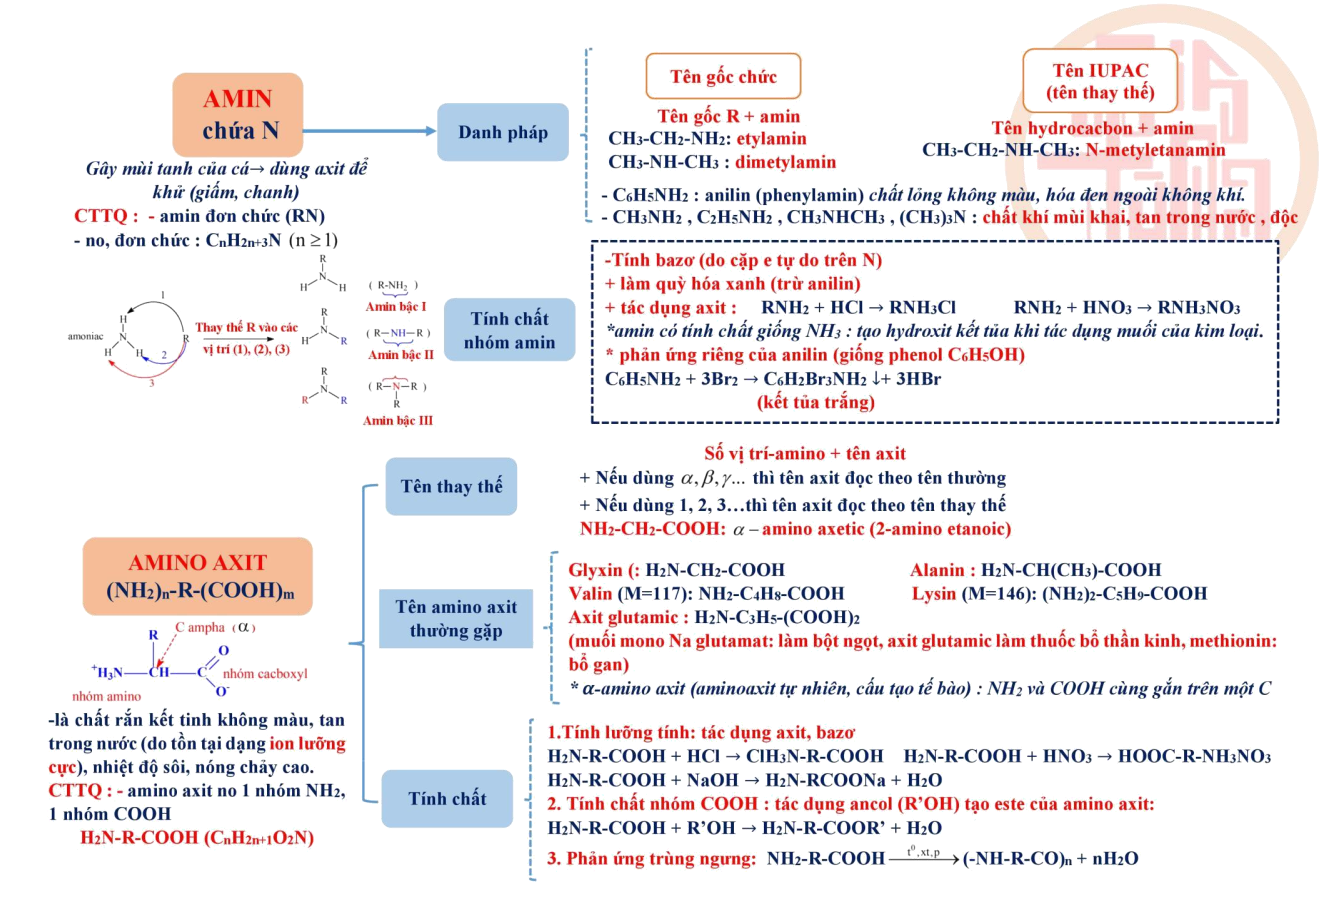 AMIN
chứa N
Gây mùi tanh của cá→ dùng axit để
khử (giấm, chanh)
CTTQ : - amin đơn chức (RN)
- no, đơn chức : CnH2n+3N (n ≥ 1)
Danh pháp
Tên gốc chức
Tên gốc R + amin
CH3-CH2-NH2: etylamin
CH3-NH-CH3 : dimetylamin
Tên IUPAC
(tên thay thế)
Tên hydrocacbon + amin
CH3-CH2-NH-CH3: N-metyletanamin
- C6H5NH2 : anilin (phenylamin) chất lỏng không màu, hóa đen ngoài không khí.
- CH3NH2 , C2H5NH2 , CH3NHCH3 , (CH3)3N : chất khí mùi khai, tan trong nước , độc
amoniac
H
N
H
H
R
1
2
3
Thay thế R vào các
vị trí (1), (2), (3)
R
N
H
H
( R-NH2 )
Amin bậc I
R
N
H
R
( R—NH—R )
Amin bậc II
R
N
R
R
( R—N—R )
R
Amin bậc III
Tính chất
nhóm amin
-Tính bazơ (do cặp e tự do trên N)
+ làm quỳ hóa xanh (trừ anilin)
+ tác dụng axit : RNH2 + HCl → RNH3Cl RNH2 + HNO3 → RNH3NO3
*amin có tính chất giống NH3 : tạo hydroxit kết tủa khi tác dụng muối của kim loại.
* phản ứng riêng của anilin (giống phenol C6H5OH)
C6H5NH2 + 3Br2 → C6H2Br3NH2 ↓+ 3HBr
(kết tủa trắng)
AMINO AXIT
(NH2)n-R-(COOH)m
C ampha ( α )
R
+H3N
CH
C
O
O-
nhóm cacboxyl
nhóm amino
-là chất rắn kết tinh không màu, tan
trong nước (do tồn tại dạng ion lưỡng
cực), nhiệt độ sôi, nóng chảy cao.
CTTQ : - amino axit no 1 nhóm NH2,
1 nhóm COOH
H2N-R-COOH (CnH2n+1O2N)
Tên thay thế
Số vị trí-amino + tên axit
+ Nếu dùng α, β, γ... thì tên axit đọc theo tên thường
+ Nếu dùng 1, 2, 3…thì tên axit đọc theo tên thay thế
NH2-CH2-COOH: α – amino axetic (2-amino etanoic)
Tên amino axit
thường gặp
Glyxin (: H2N-CH2-COOH Alanin : H2N-CH(CH3)-COOH
Valin (M=117): NH2-C4H8-COOH Lysin (M=146): (NH2)2-C5H9-COOH
Axit glutamic : H2N-C3H5-(COOH)2
(muối mono Na glutamat: làm bột ngọt, axit glutamic làm thuốc bổ thần kinh, methionin:
bổ gan)
* α-amino axit (aminoaxit tự nhiên, cấu tạo tế bào) : NH2 và COOH cùng gắn trên một C
Tính chất
1.Tính lưỡng tính: tác dụng axit, bazơ
H2N-R-COOH + HCl → ClH3N-R-COOH H2N-R-COOH + HNO3 → HOOC-R-NH3NO3
H2N-R-COOH + NaOH → H2N-RCOONa + H2O
2. Tính chất nhóm COOH : tác dụng ancol (R’OH) tạo este của amino axit:
H2N-R-COOH + R’OH → H2N-R-COOR’ + H2O
3. Phản ứng trùng ngưng: NH2-R-COOH t0,xt,p → (-NH-R-CO)n + nH2O